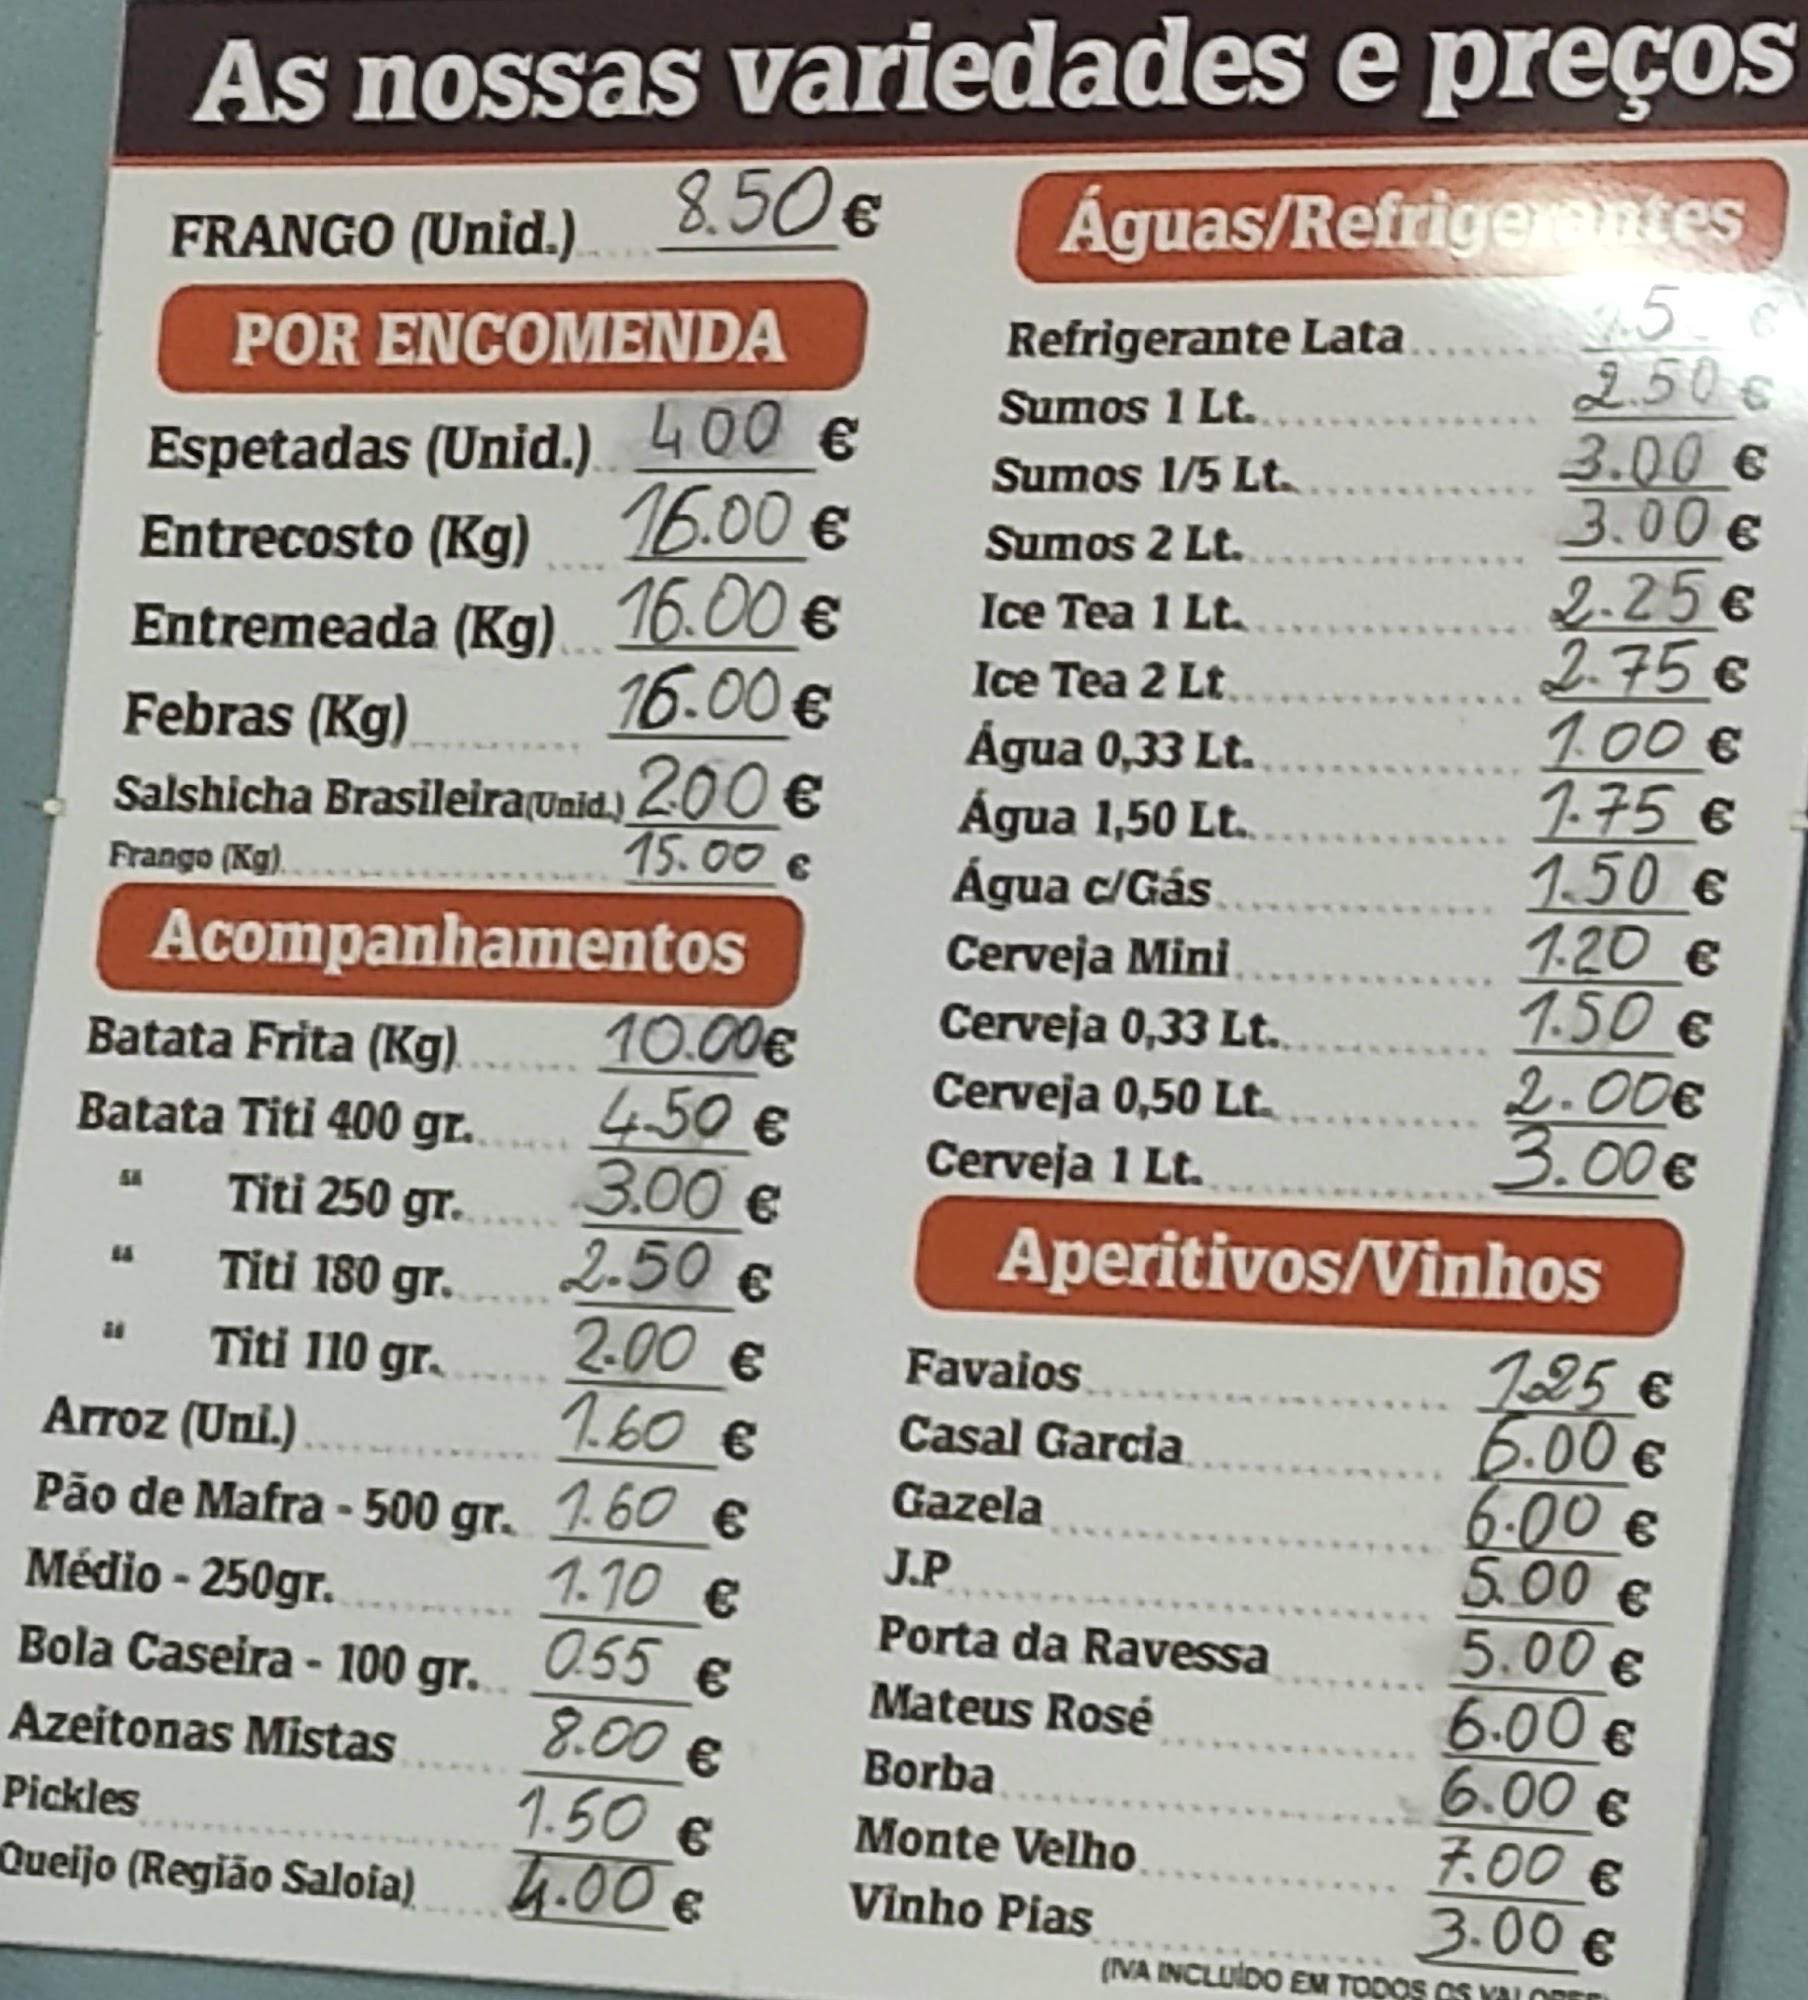 As nossas variedades e preços
FRANGO (Unid.) 8.50 €
POR ENCOMENDA
Espetadas (Unid.) 4 00 €
Entrecosto (Kg) 16.00 €
Entremeada (Kg) 16.00 €
Febras (Kg) 16.00 €
Salshicha Brasileira (Unid.) 2.00 €
Frango (Kg) 15.00 €
Acompanhamentos
Batata Frita (Kg) 10.00 €
Batata Titi 400 gr. 4.50 €
" Titi 250 gr. 3.00 €
" Titi 180 gr. 2.50 €
" Titi 110 gr. 2.00 €
Arroz (Uni.) 1.60 €
Pão de Mafra - 500 gr. 1.60 €
Médio - 250gr. 1.10 €
Bola Caseira - 100 gr. 0.55 €
Azeitonas Mistas 8.00 €
Pickles 1.50 €
Queijo (Região Saloia) 4.00 €
Águas/Refrigerantes
Refrigerante Lata €
Sumos 1 Lt. 2.50 €
Sumos 1/5 Lt. 3.00 €
Sumos 2 Lt. 3.00 €
Ice Tea 1 Lt. 2.25 €
Ice Tea 2 Lt 2.75 €
Água 0,33 Lt. 1.00 €
Água 1,50 Lt. 1.75 €
Água c/Gás 1.50 €
Cerveja Mini 1.20 €
Cerveja 0,33 Lt. 1.50 €
Cerveja 0,50 Lt. 2.00 €
Cerveja 1 Lt. 3.00 €
Aperitivos/Vinhos
Favaios 1.25 €
Casal Garcia 6.00 €
Gazela 6.00 €
J.P 5.00 €
Porta da Ravessa 5.00 €
Mateus Rosé 6.00 €
Borba 6.00 €
Monte Velho 7.00 €
Vinho Pias 3.00 €
(IVA INCLUÍDO EM TODOS OS VALORES)